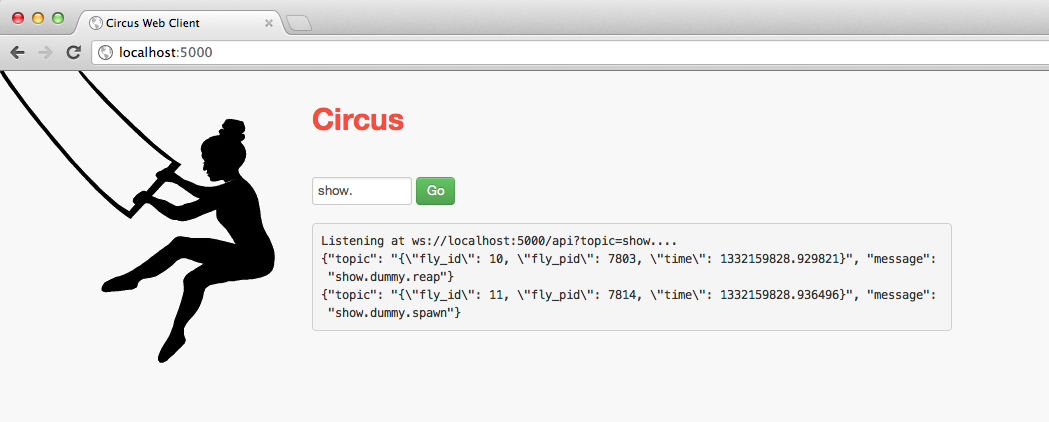 Circus Web Client
localhost:5000
Circus
show.
Go
Listening at ws://localhost:5000/api?topic=show....
{"topic": "{\"fly_id\": 10, \"fly_pid\": 7803, \"time\": 1332159828.929821}", "message":
"show.dummy.reap"}
{"topic": "{\"fly_id\": 11, \"fly_pid\": 7814, \"time\": 1332159828.936496}", "message":
"show.dummy.spawn"}